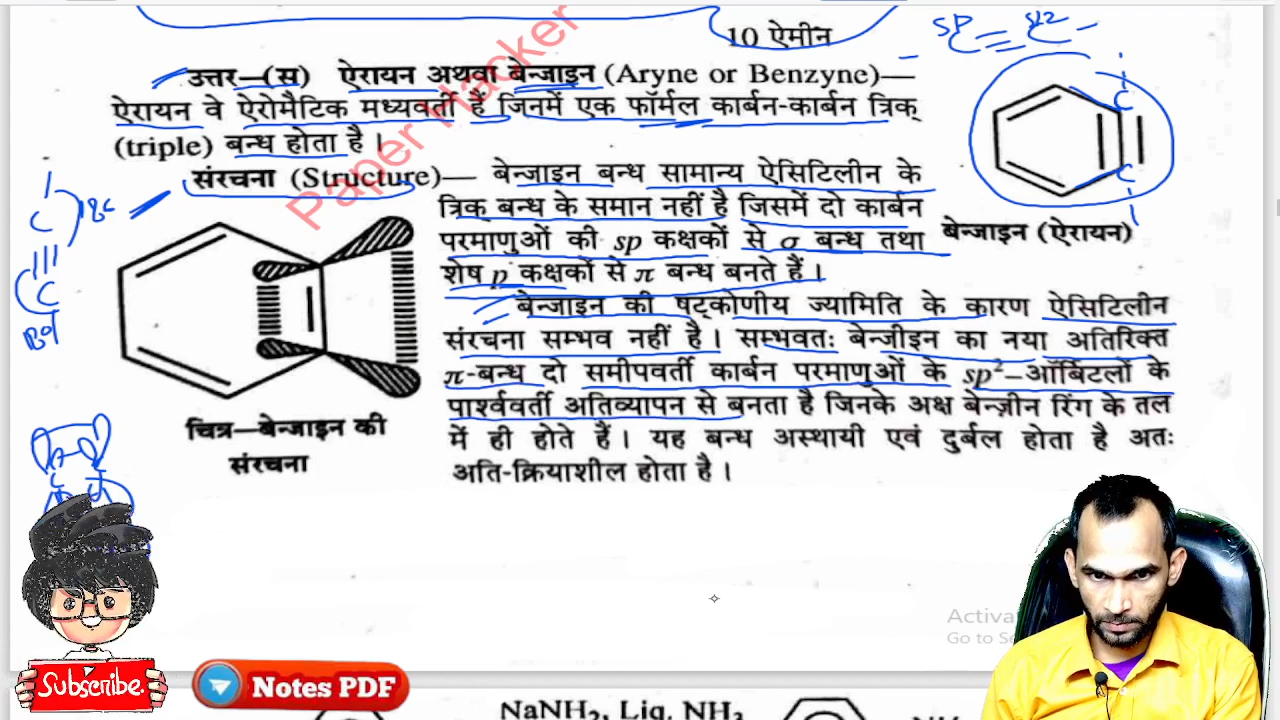 10 ऐमीन
sp sp2
उत्तर—(स) ऐरायन अथवा बेन्जाइन (Aryne or Benzyne)—
ऐरायन वे ऐरोमैटिक मध्यवर्ती हैं जिनमें एक फॉर्मल कार्बन-कार्बन त्रिक्
(triple) बन्ध होता है।
C
C
बेन्जाइन (ऐरायन)
संरचना (Structure)— बेन्जाइन बन्ध सामान्य ऐसिटिलीन के
त्रिक् बन्ध के समान नहीं है जिसमें दो कार्बन
परमाणुओं की sp कक्षकों से σ बन्ध तथा
शेष p कक्षकों से π बन्ध बनते हैं।
बेन्जाइन की षट्कोणीय ज्यामिति के कारण ऐसिटिलीन
संरचना सम्भव नहीं है। सम्भवतः बेन्जीइन का नया अतिरिक्त
π-बन्ध दो समीपवर्ती कार्बन परमाणुओं के sp²–ऑर्बिटलों के
पार्श्ववर्ती अतिव्यापन से बनता है जिनके अक्ष बेन्ज़ीन रिंग के तल
में ही होते हैं। यह बन्ध अस्थायी एवं दुर्बल होता है अतः
अति-क्रियाशील होता है।
C
C
180
चित्र—बेन्जाइन की
संरचना
Paper Hacker
Subscribe.
Notes PDF
NaNH₂, Liq. NH₃